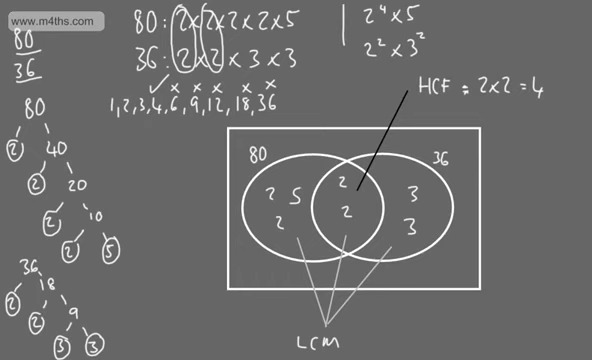 www.m4ths.com
80
36
80: 2×2×2×2×5
36: 2×2×3×3
2⁴×5
2²×3²
✓ × × × × ×
1,2,3,4,6,9,12,18,36
HCF = 2×2=4
80
2 40
2 20
2 10
2 5
36
2 18
2 9
3 3
80 36
2 5 2 3
2 2 3
LCM